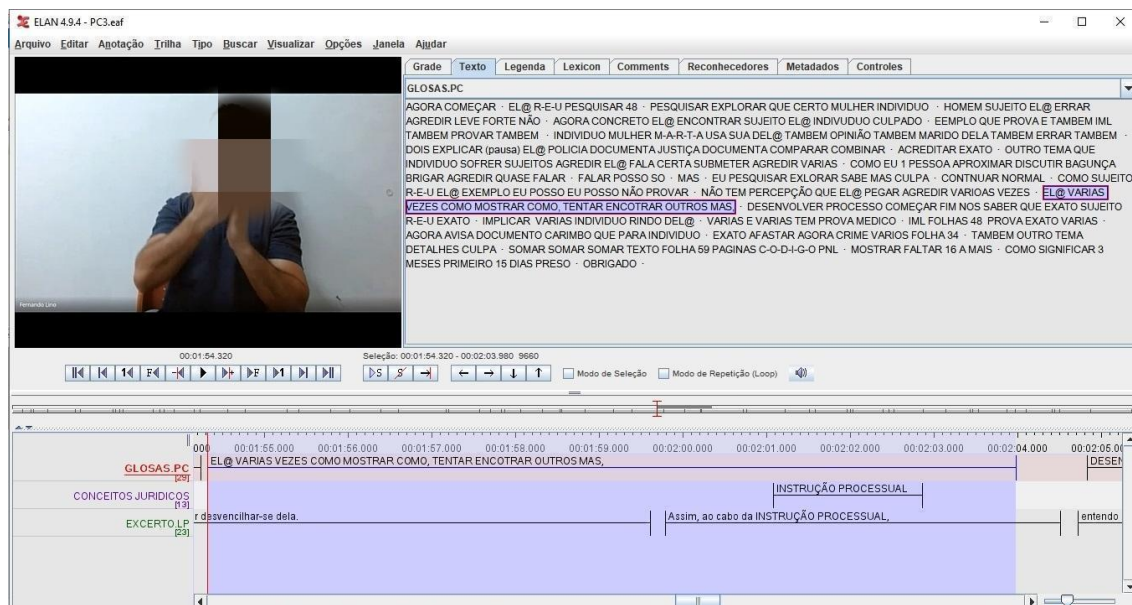 ELAN 4.9.4 - PC3.eaf
Arquivo Editar Anotação Trilha Tipo Buscar Visualizar Opções Janela Ajudar
Grade Texto Legenda Lexicon Comments Reconhecedores Metadados Controles
GLOSAS.PC
AGORA COMEÇAR · EL@ R-E-U PESQUISAR 48 · PESQUISAR EXPLORAR QUE CERTO MULHER INDIVIDUO · HOMEM SUJEITO EL@ ERRAR
AGREDIR LEVE FORTE NÃO · AGORA CONCRETO EL@ ENCONTRAR SUJEITO EL@ INDIVUDUO CULPADO · EEMPLO QUE PROVA E TAMBEM IML
TAMBEM PROVAR TAMBEM · INDIVIDUO MULHER M-A-R-T-A USA SUA DEL@ TAMBEM OPINIÃO TAMBEM MARIDO DELA TAMBEM ERRAR TAMBEM ·
DOIS EXPLICAR (pausa) EL@ POLICIA DOCUMENTA JUSTIÇA DOCUMENTA COMPARAR COMBINAR · ACREDITAR EXATO · OUTRO TEMA QUE
INDIVIDUO SOFRER SUJEITOS AGREDIR EL@ FALA CERTA SUBMETER AGREDIR VARIAS · COMO EU 1 PESSOA APROXIMAR DISCUTIR BAGUNÇA
BRIGAR AGREDIR QUASE FALAR · FALAR POSSO SO · MAS · EU PESQUISAR EXLORAR SABE MAS CULPA · CONTNUAR NORMAL · COMO SUJEITO
R-E-U EL@ EXEMPLO EU POSSO EU POSSO NÃO PROVAR · NÃO TEM PERCEPÇÃO QUE EL@ PEGAR AGREDIR VARIOAS VEZES · EL@ VARIAS
VEZES COMO MOSTRAR COMO, TENTAR ENCOTRAR OUTROS MAS, · DESENVOLVER PROCESSO COMEÇAR FIM NOS SABER QUE EXATO SUJEITO
R-E-U EXATO · IMPLICAR VARIAS INDIVIDUO RINDO DEL@ · VARIAS E VARIAS TEM PROVA MEDICO · IML FOLHAS 48 PROVA EXATO VARIAS ·
AGORA AVISA DOCUMENTO CARIMBO QUE PARA INDIVIDUO · EXATO AFASTAR AGORA CRIME VARIOS FOLHA 34 · TAMBEM OUTRO TEMA
DETALHES CULPA · SOMAR SOMAR SOMAR TEXTO FOLHA 59 PAGINAS C-O-D-I-G-O PNL · MOSTRAR FALTAR 16 A MAIS · COMO SIGNIFICAR 3
MESES PRIMEIRO 15 DIAS PRESO · OBRIGADO ·
Fernando Lino
00:01:54.320 Seleção: 00:01:54.320 - 00:02:03.980 9660
Modo de Seleção Modo de Repetição (Loop)
000 00:01:55.000 00:01:56.000 00:01:57.000 00:01:58.000 00:01:59.000 00:02:00.000 00:02:01.000 00:02:02.000 00:02:03.000 00:02:04.000 00:02:05.0
GLOSAS.PC [29] EL@ VARIAS VEZES COMO MOSTRAR COMO, TENTAR ENCOTRAR OUTROS MAS, DESEN
CONCEITOS JURIDICOS [13] INSTRUÇÃO PROCESSUAL
EXCERTO.LP [23] r desvencilhar-se dela. Assim, ao cabo da INSTRUÇÃO PROCESSUAL, entendo